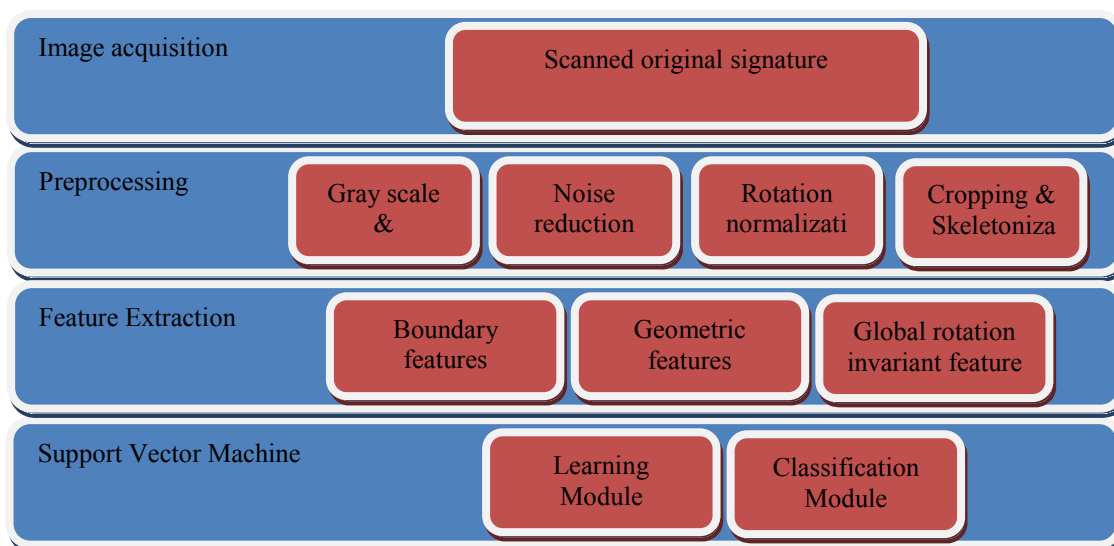 Image acquisition
Scanned original signature
Preprocessing
Gray scale
&
Noise
reduction
Rotation
normalizati
Cropping &
Skeletoniza
Feature Extraction
Boundary
features
Geometric
features
Global rotation
invariant feature
Support Vector Machine
Learning
Module
Classification
Module